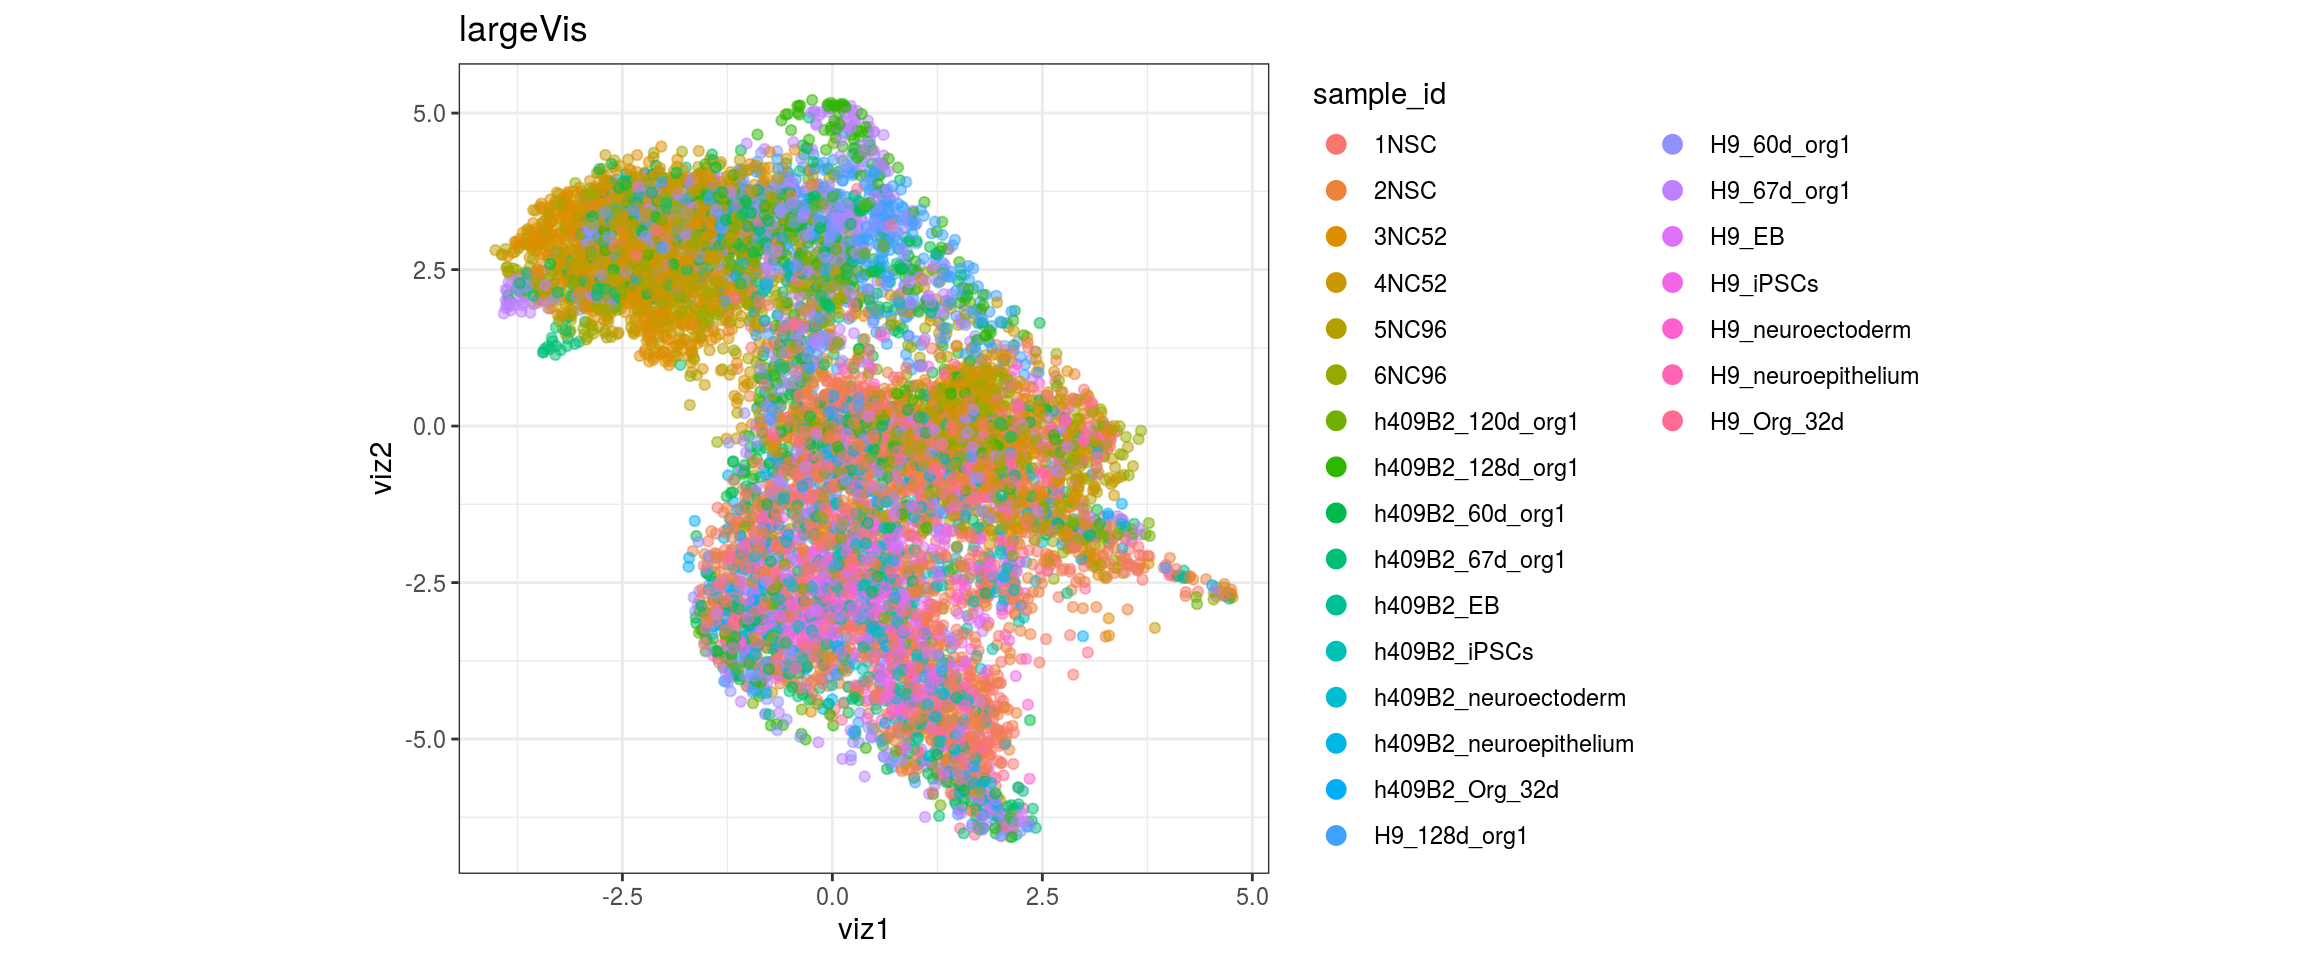 largeVis
viz2
5.0
2.5
0.0
-2.5
-5.0
-2.5
0.0
2.5
5.0
viz1
sample_id
1NSC
2NSC
3NC52
4NC52
5NC96
6NC96
h409B2_120d_org1
h409B2_128d_org1
h409B2_60d_org1
h409B2_67d_org1
h409B2_EB
h409B2_iPSCs
h409B2_neuroectoderm
h409B2_neuroepithelium
h409B2_Org_32d
H9_128d_org1
H9_60d_org1
H9_67d_org1
H9_EB
H9_iPSCs
H9_neuroectoderm
H9_neuroepithelium
H9_Org_32d